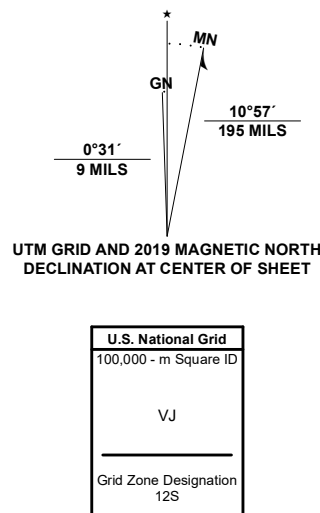 ★
MN
GN
10°57´
195 MILS
0°31´
9 MILS
UTM GRID AND 2019 MAGNETIC NORTH
DECLINATION AT CENTER OF SHEET
U.S. National Grid
100,000 - m Square ID
VJ
Grid Zone Designation
12S